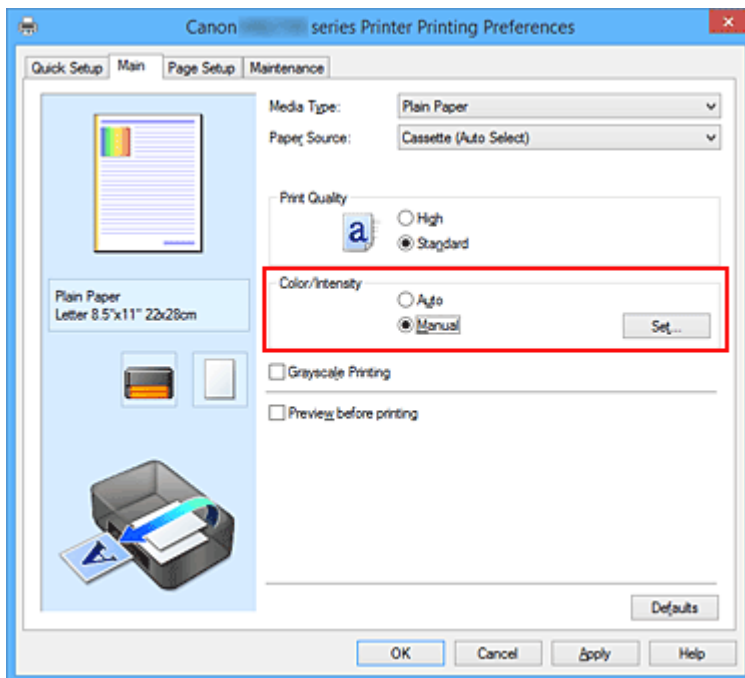 Canon series Printer Printing Preferences
Quick Setup Main Page Setup Maintenance
Media Type: Plain Paper
Paper Source: Cassette (Auto Select)
Print Quality
a
High
Standard
Color/Intensity
Auto
Manual Set...
Plain Paper
Letter 8.5"x11" 22x28cm
Grayscale Printing
Preview before printing
A
Defaults
OK Cancel Apply Help